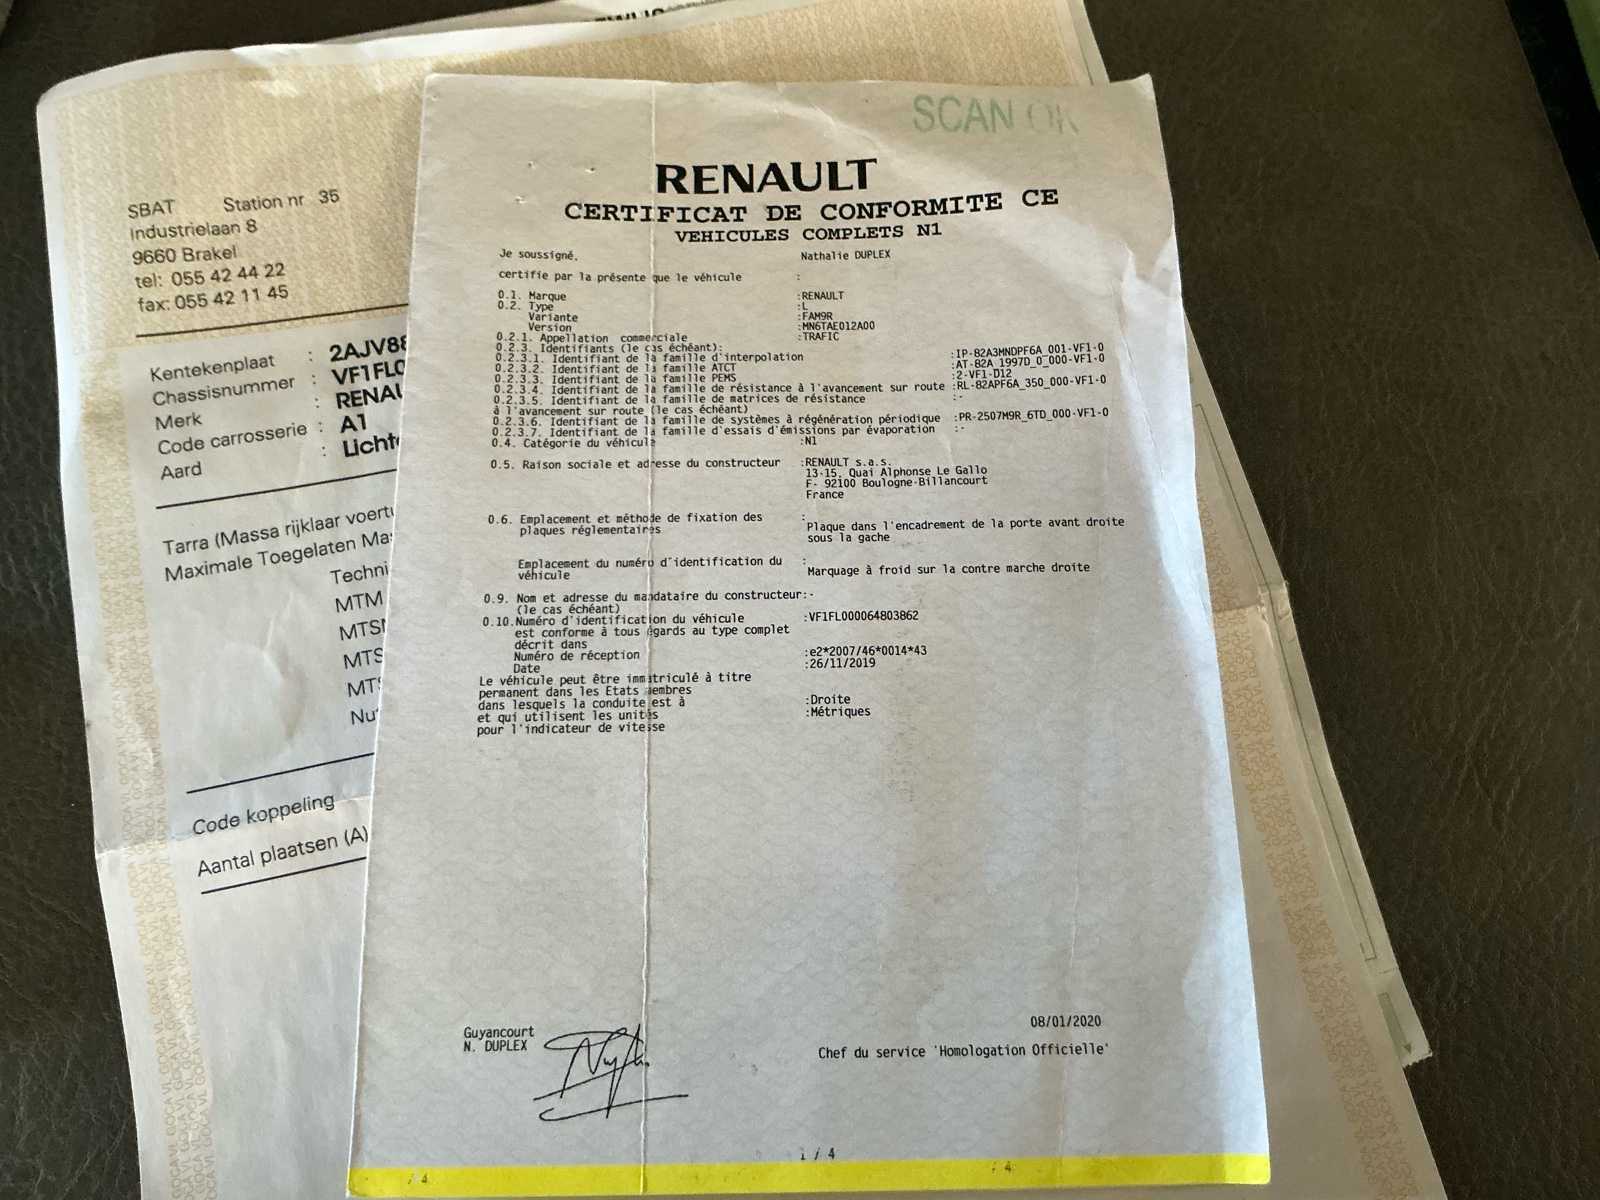 SCAN OK
SBAT Station nr 35
Industrielaan 8
9660 Brakel
tel: 055 42 44 22
fax: 055 42 11 45
Kentekenplaat : 2AJV88
Chassisnummer : VF1FL0
Merk : RENAU
Code carrosserie : A1
Aard : Lichte
Tarra (Massa rijklaar voertu
Maximale Toegelaten Mas
Techni
MTM
MTSM
MTS
MTS
Code koppeling
Aantal plaatsen (A)
RENAULT
CERTIFICAT DE CONFORMITE CE
VEHICULES COMPLETS N1
Je soussigné, Nathalie DUPLEX
certifie par la présente que le véhicule :
0.1. Marque :RENAULT
0.2. Type :L
Variante :FAM9R
Version :MN6TAE012A00
0.2.1. Appellation commerciale :TRAFIC
0.2.3. Identifiants (le cas échéant):
0.2.3.1. Identifiant de la famille d'interpolation :IP-82A3MNDPF6A_001-VF1-0
0.2.3.2. Identifiant de la famille ATCT :AT-82A_1997D_0_000-VF1-0
0.2.3.3. Identifiant de la famille PEMS :2-VF1-D12
0.2.3.4. Identifiant de la famille de résistance à l'avancement sur route :RL-82APF6A_350_000-VF1-0
0.2.3.5. Identifiant de la famille de matrices de résistance :-
à l'avancement sur route (le cas échéant)
0.2.3.6. Identifiant de la famille de systèmes à régénération périodique :PR-2507M9R_6TD_000-VF1-0
0.2.3.7. Identifiant de la famille d'essais d'émissions par évaporation :-
0.4. Catégorie du véhicule :N1
0.5. Raison sociale et adresse du constructeur :RENAULT s.a.s.
13-15, Quai Alphonse Le Gallo
F- 92100 Boulogne-Billancourt
France
0.6. Emplacement et méthode de fixation des :
plaques réglementaires Plaque dans l'encadrement de la porte avant droite
sous la gache
Emplacement du numéro d'identification du :
véhicule Marquage à froid sur la contre marche droite
0.9. Nom et adresse du mandataire du constructeur:-
(le cas échéant)
0.10.Numéro d'identification du véhicule :VF1FL000064803862
est conforme à tous égards au type complet
décrit dans
Numéro de réception :e2*2007/46*0014*43
Date :26/11/2019
Le véhicule peut être immatriculé à titre
permanent dans les Etats membres
dans lesquels la conduite est à :Droite
et qui utilisent les unités :Métriques
pour l'indicateur de vitesse
Guyancourt 08/01/2020
N. DUPLEX Chef du service 'Homologation Officielle'
1 / 4